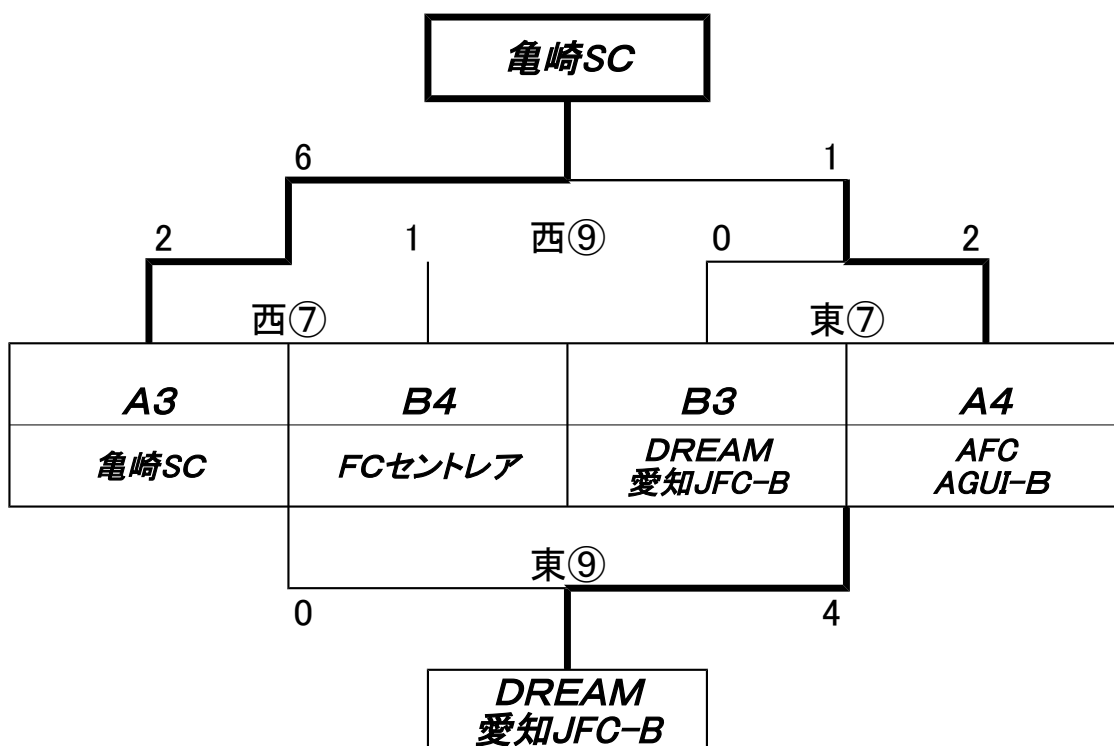 亀崎SC
6
1
2
1
西⑨
0
2
西⑦
東⑦
A3
B4
B3
A4
亀崎SC
FCセントレア
DREAM
愛知JFC-B
AFC
AGUI-B
東⑨
0
4
DREAM
愛知JFC-B